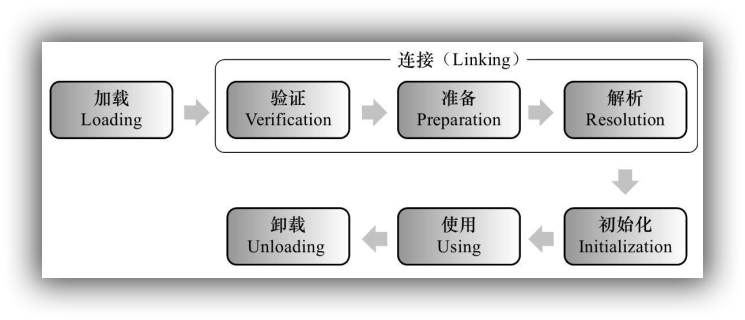 连接（Linking）
加载
Loading
验证
Verification
准备
Preparation
解析
Resolution
初始化
Initialization
使用
Using
卸载
Unloading